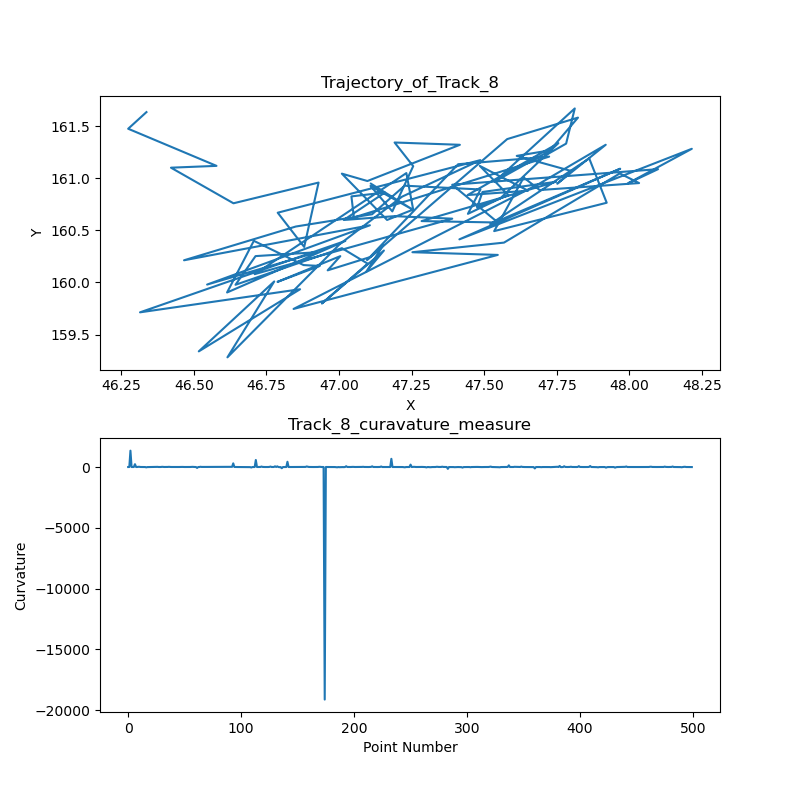 Trajectory_of_Track_8
161.5
161.0
160.5
160.0
159.5
Y
46.25 46.50 46.75 47.00 47.25 47.50 47.75 48.00 48.25
X
Track_8_curavature_measure
0
−5000
−10000
−15000
−20000
Curvature
0 100 200 300 400 500
Point Number